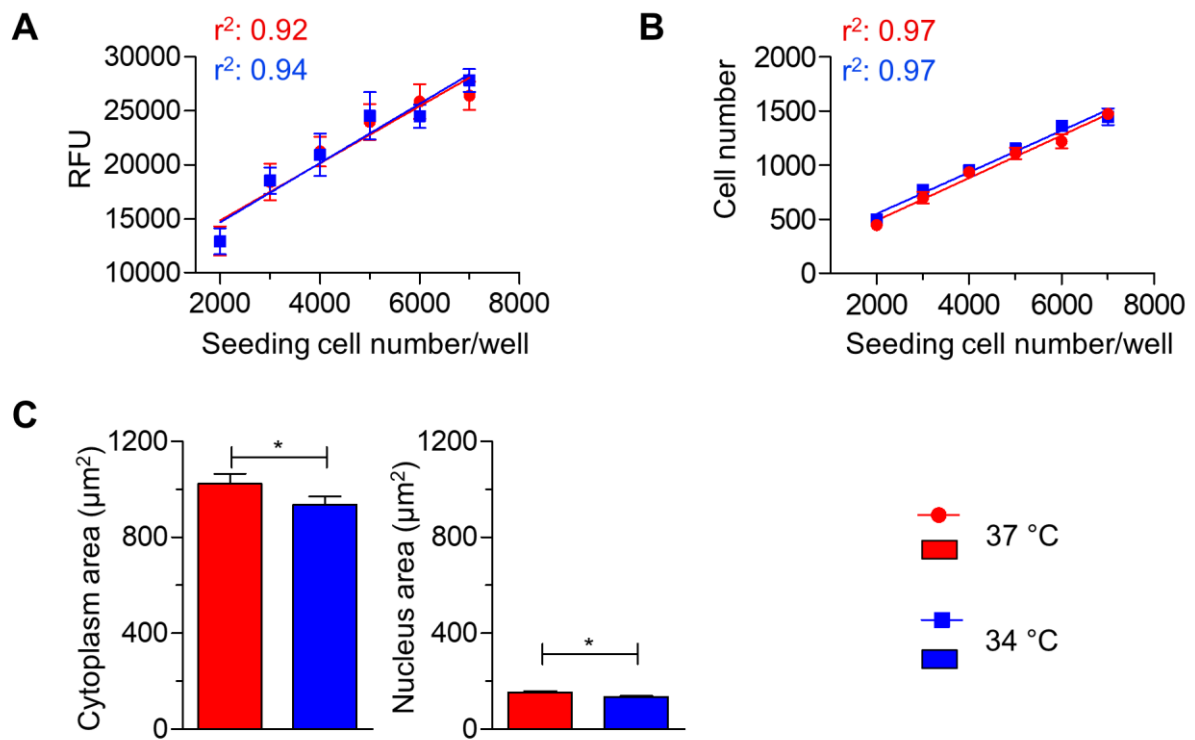 A
r²: 0.92
r²: 0.94
30000
25000
20000
15000
10000
RFU
2000 4000 6000 8000
Seeding cell number/well
B
r²: 0.97
r²: 0.97
2000
1500
1000
500
0
Cell number
2000 4000 6000 8000
Seeding cell number/well
C
1200
800
400
0
Cytoplasm area (µm²)
*
1200
800
400
0
Nucleus area (µm²)
*
37 °C
34 °C